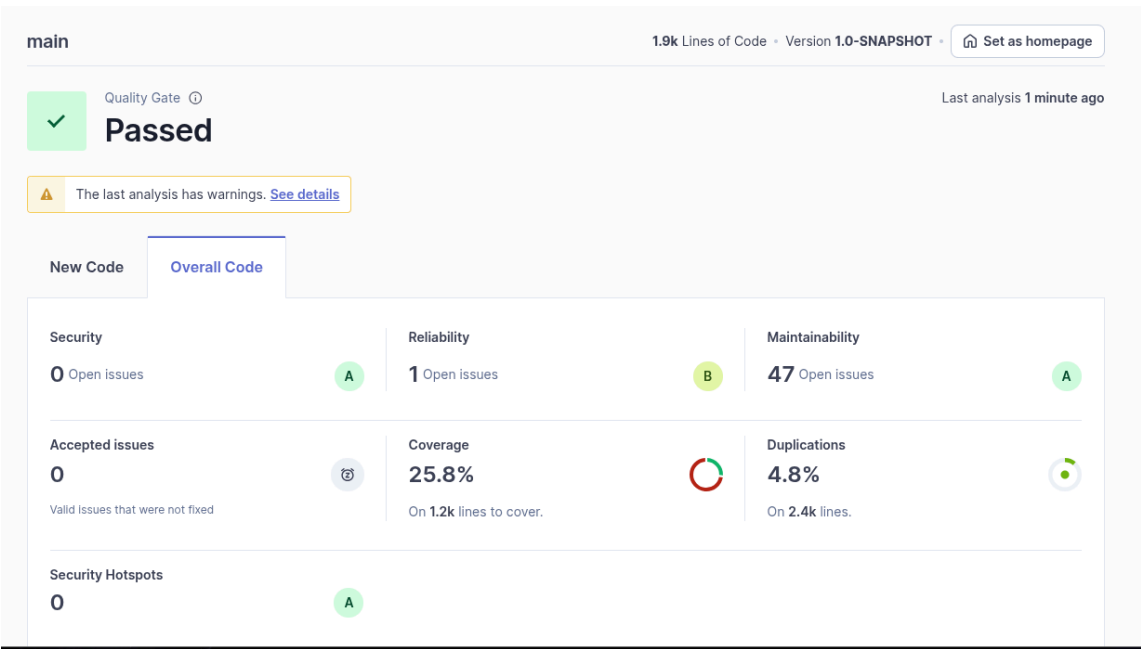 main
1.9k Lines of Code • Version 1.0-SNAPSHOT • Set as homepage
Quality Gate
Last analysis 1 minute ago
Passed
The last analysis has warnings. See details
New Code
Overall Code
Security
0 Open issues
A
Reliability
1 Open issues
B
Maintainability
47 Open issues
A
Accepted issues
0
Valid issues that were not fixed
Coverage
25.8%
On 1.2k lines to cover.
Duplications
4.8%
On 2.4k lines.
Security Hotspots
0
A